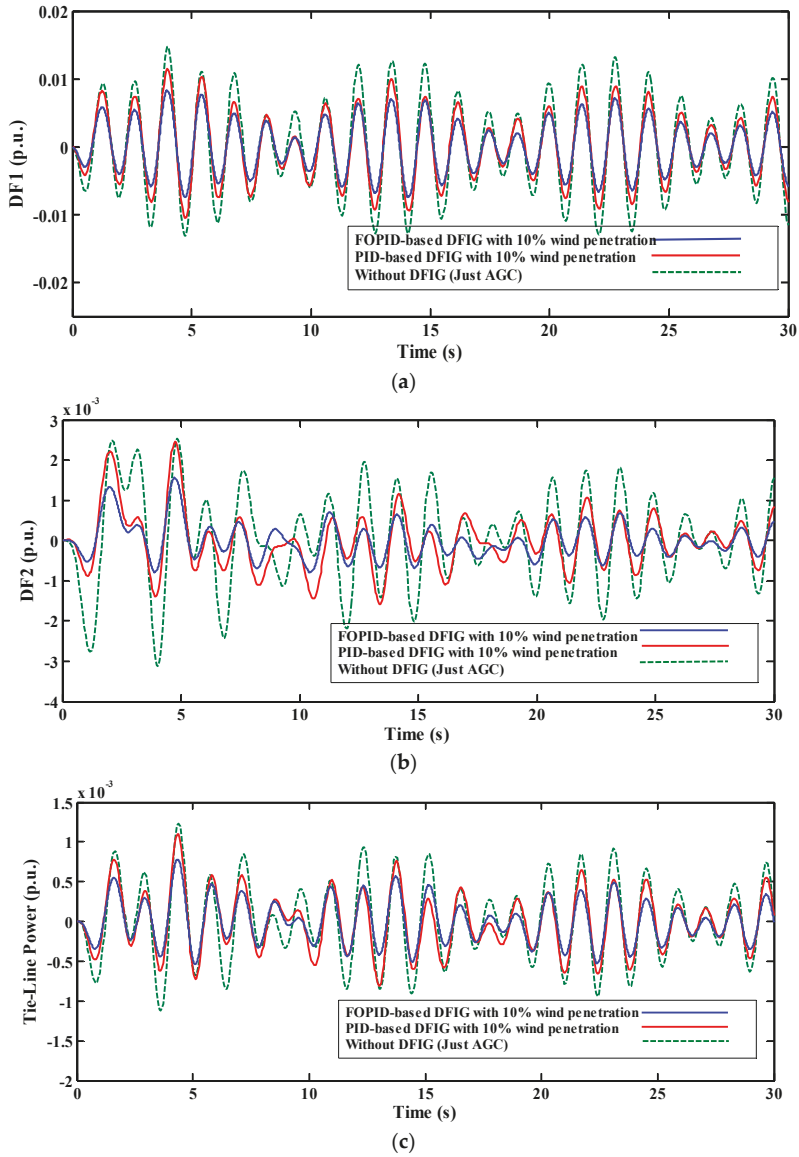 0.02
0.01
0
-0.01
-0.02
DF1 (p.u.)
FOPID-based DFIG with 10% wind penetration
PID-based DFIG with 10% wind penetration
Without DFIG (Just AGC)
0 5 10 15 20 25 30
Time (s)
(a)
x 10-3
3
2
1
0
-1
-2
-3
-4
DF2 (p.u.)
FOPID-based DFIG with 10% wind penetration
PID-based DFIG with 10% wind penetration
Without DFIG (Just AGC)
0 5 10 15 20 25 30
Time (s)
(b)
x 10-3
1.5
1
0.5
0
-0.5
-1
-1.5
-2
Tie-Line Power (p.u.)
FOPID-based DFIG with 10% wind penetration
PID-based DFIG with 10% wind penetration
Without DFIG (Just AGC)
0 5 10 15 20 25 30
Time (s)
(c)